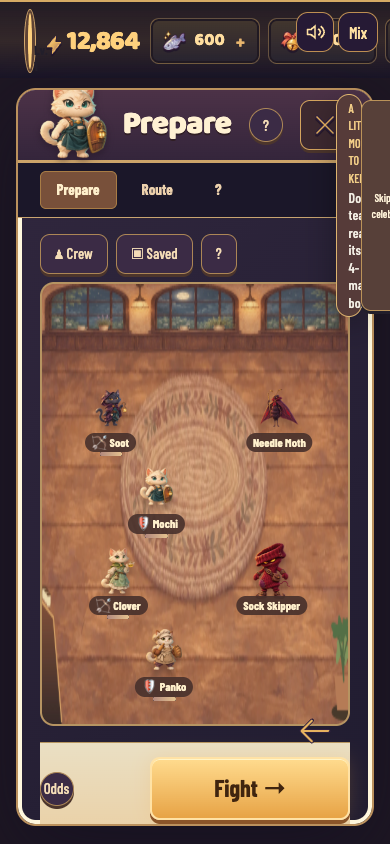 12,864
600 +
Mix
Prepare
?
A
LIT
MO
TO
KE
Do
tea
rea
its
4-
ma
bo
Skip
celeb
Prepare
Route
?
Crew
Saved
?
Soot
Needle Moth
Mochi
Clover
Sock Skipper
Panko
Odds
Fight →